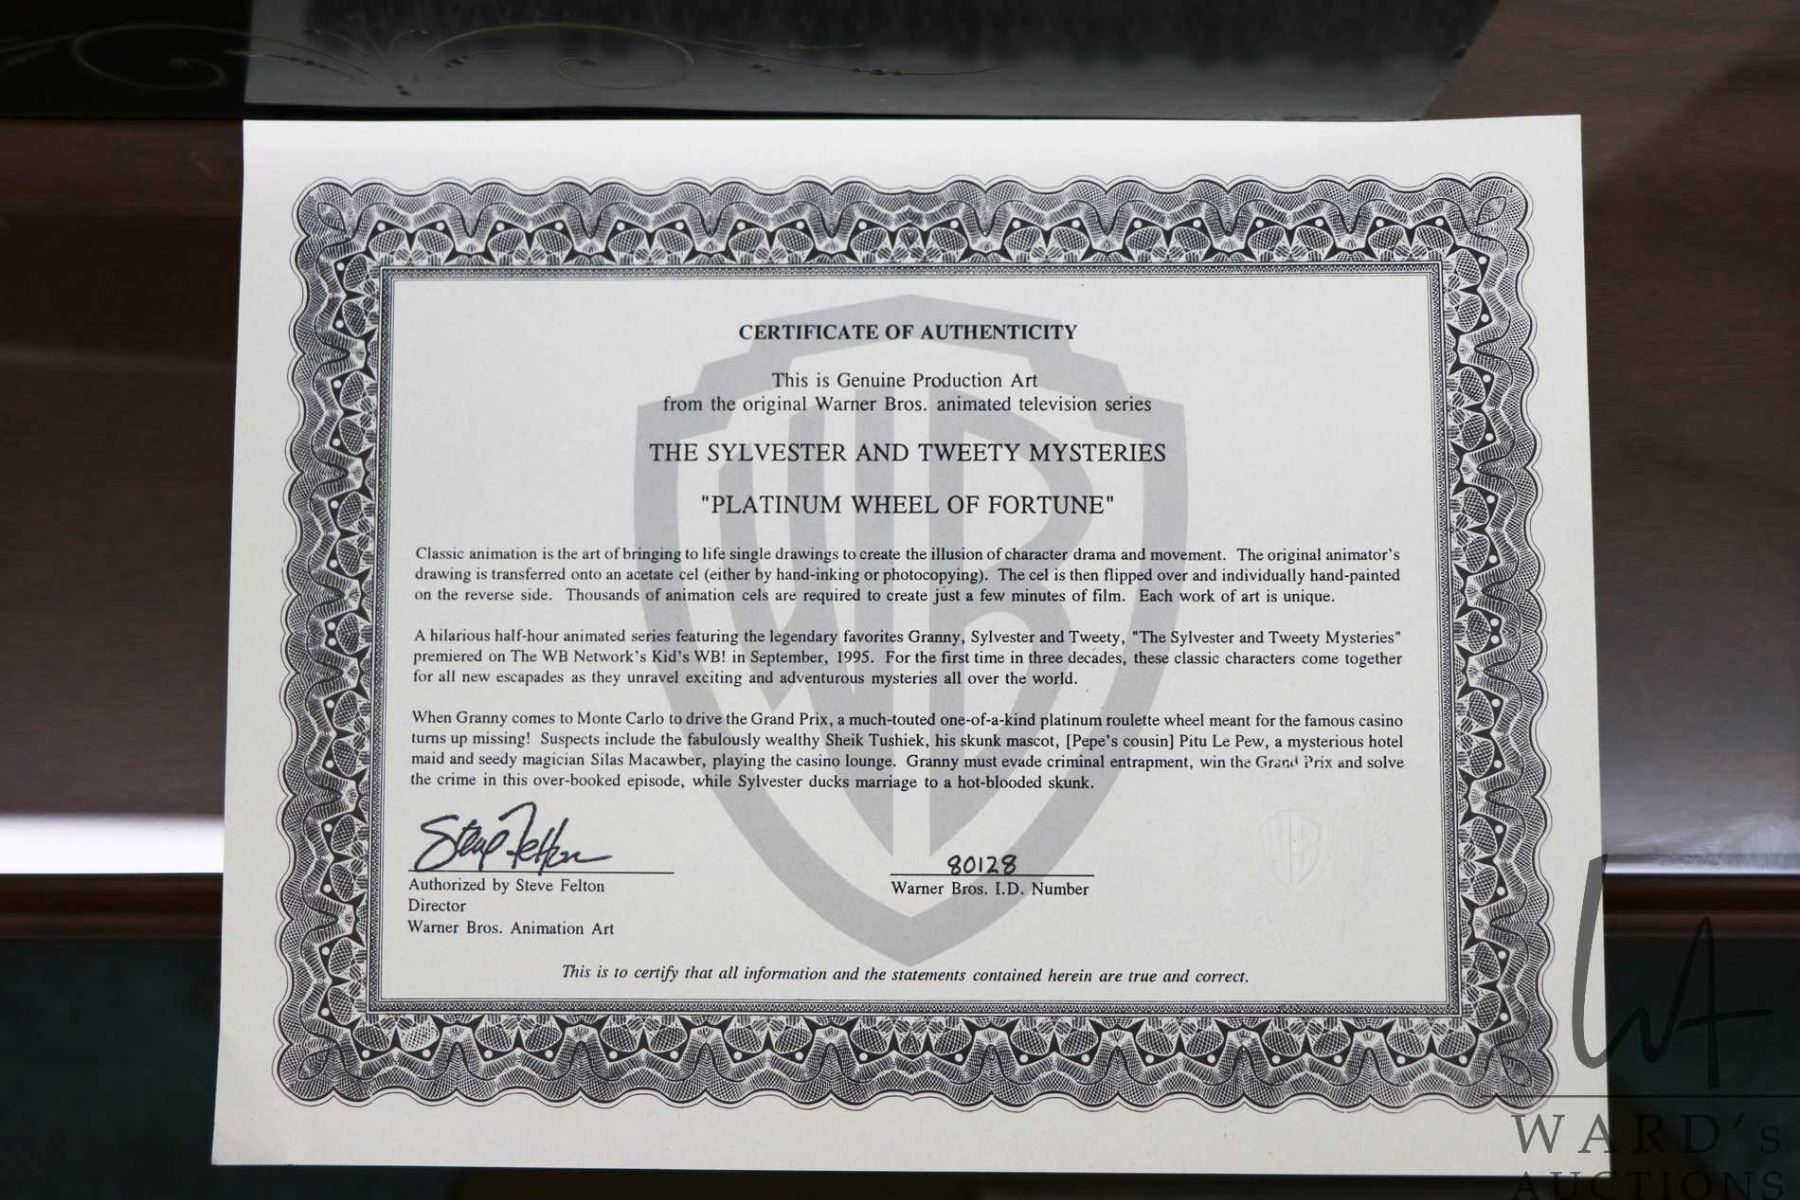 CERTIFICATE OF AUTHENTICITY
This is Genuine Production Art
from the original Warner Bros. animated television series
THE SYLVESTER AND TWEETY MYSTERIES
"PLATINUM WHEEL OF FORTUNE"
Classic animation is the art of bringing to life single drawings to create the illusion of character drama and movement. The original animator's
drawing is transferred onto an acetate cel (either by hand-inking or photocopying). The cel is then flipped over and individually hand-painted
on the reverse side. Thousands of animation cels are required to create just a few minutes of film. Each work of art is unique.
A hilarious half-hour animated series featuring the legendary favorites Granny, Sylvester and Tweety, "The Sylvester and Tweety Mysteries"
premiered on The WB Network's Kid's WB! in September, 1995. For the first time in three decades, these classic characters come together
for all new escapades as they unravel exciting and adventurous mysteries all over the world.
When Granny comes to Monte Carlo to drive the Grand Prix, a much-touted one-of-a-kind platinum roulette wheel meant for the famous casino
turns up missing! Suspects include the fabulously wealthy Sheik Tushiek, his skunk mascot, [Pepe's cousin] Pitu Le Pew, a mysterious hotel
maid and seedy magician Silas Macawber, playing the casino lounge. Granny must evade criminal entrapment, win the Grand Prix and solve
the crime in this over-booked episode, while Sylvester ducks marriage to a hot-blooded skunk.
Steve Felton
80128
Authorized by Steve Felton
Warner Bros. I.D. Number
Director
Warner Bros. Animation Art
This is to certify that all information and the statements contained herein are true and correct.
WB
WA
WARD's
AUCTIONS